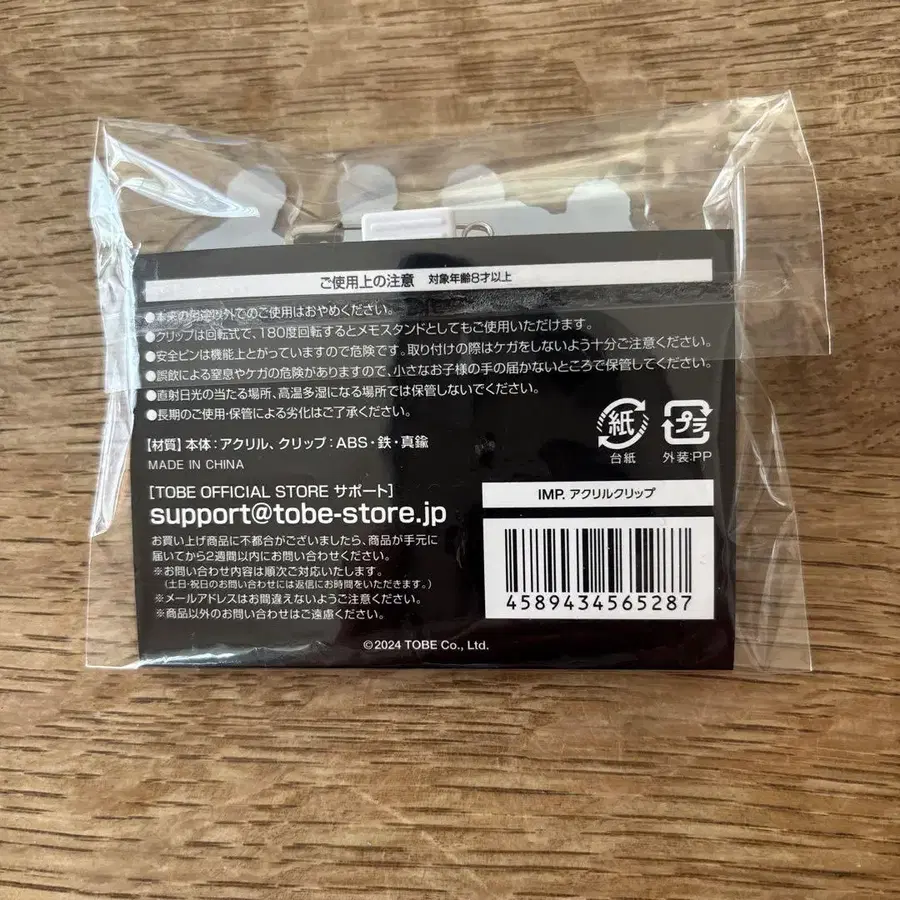 ご使用上の注意 対象年齢8才以上
●本来の用途以外でのご使用はおやめください。
●クリップは回転式で、180度回転するとメモスタンドとしてもご使用いただけます。
●安全ピンは機能上とがっていますので危険です。取り付けの際はケガをしないよう十分ご注意ください。
●誤飲による窒息やケガの危険がありますので、小さなお子様の手の届かないところで保管してください。
●直射日光の当たる場所、高温多湿になる場所では保管しないでください。
●長期のご使用・保管による劣化はご了承ください。
【材質】本体:アクリル、クリップ:ABS・鉄・真鍮
MADE IN CHINA
紙
台紙
プラ
外装:PP
[TOBE OFFICIAL STORE サポート]
support@tobe-store.jp
お買い上げ商品に不都合がございましたら、商品が手元に
届いてから2週間以内にお問い合わせください。
※お問い合わせ内容は順次ご対応いたします。
(土日・祝日のお問い合わせには返信にお時間をいただきます。)
※メールアドレスはお間違えないようご注意ください。
※商品以外のお問い合わせはご遠慮ください。
IMP. アクリルクリップ
4589434565287
©2024 TOBE Co., Ltd.